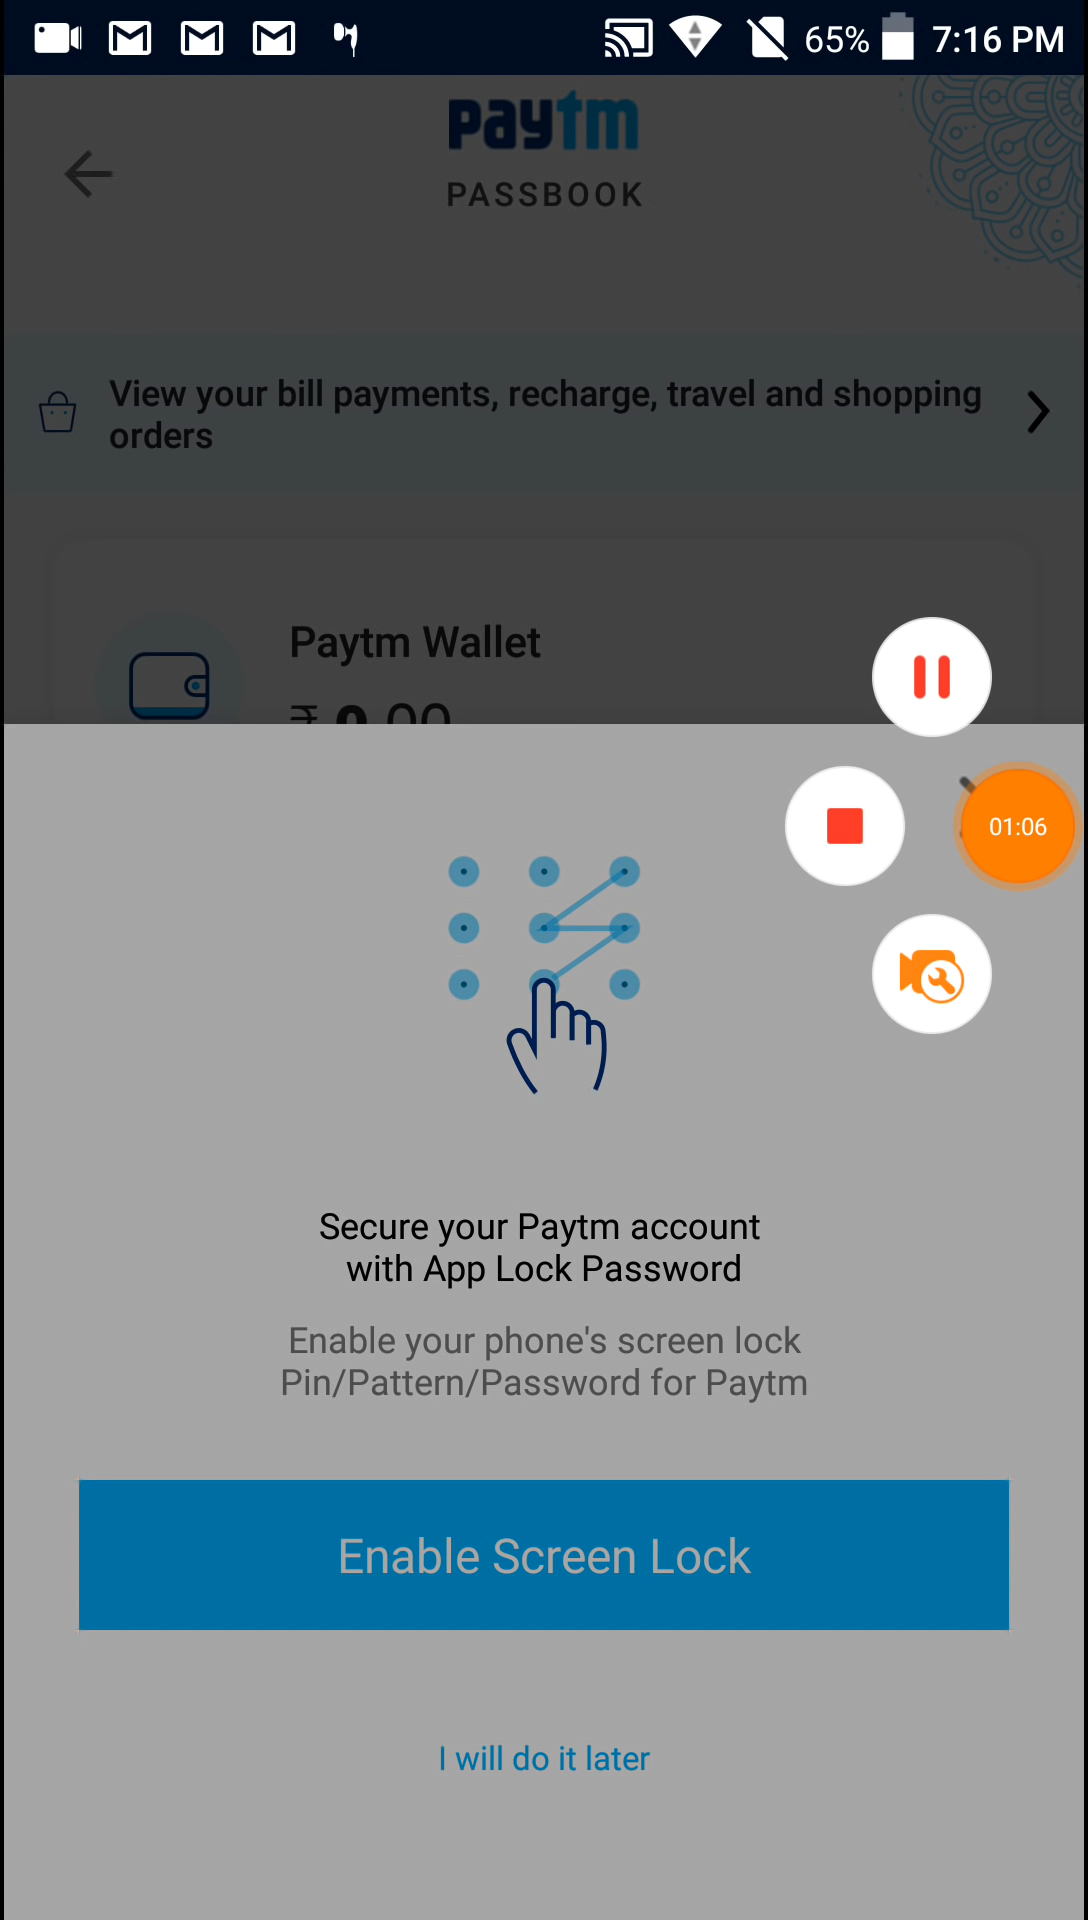 65% 7:16 PM
paytm
PASSBOOK
View your bill payments, recharge, travel and shopping
orders
Paytm Wallet
₹ 0.00
01:06
Secure your Paytm account
with App Lock Password
Enable your phone's screen lock
Pin/Pattern/Password for Paytm
Enable Screen Lock
I will do it later